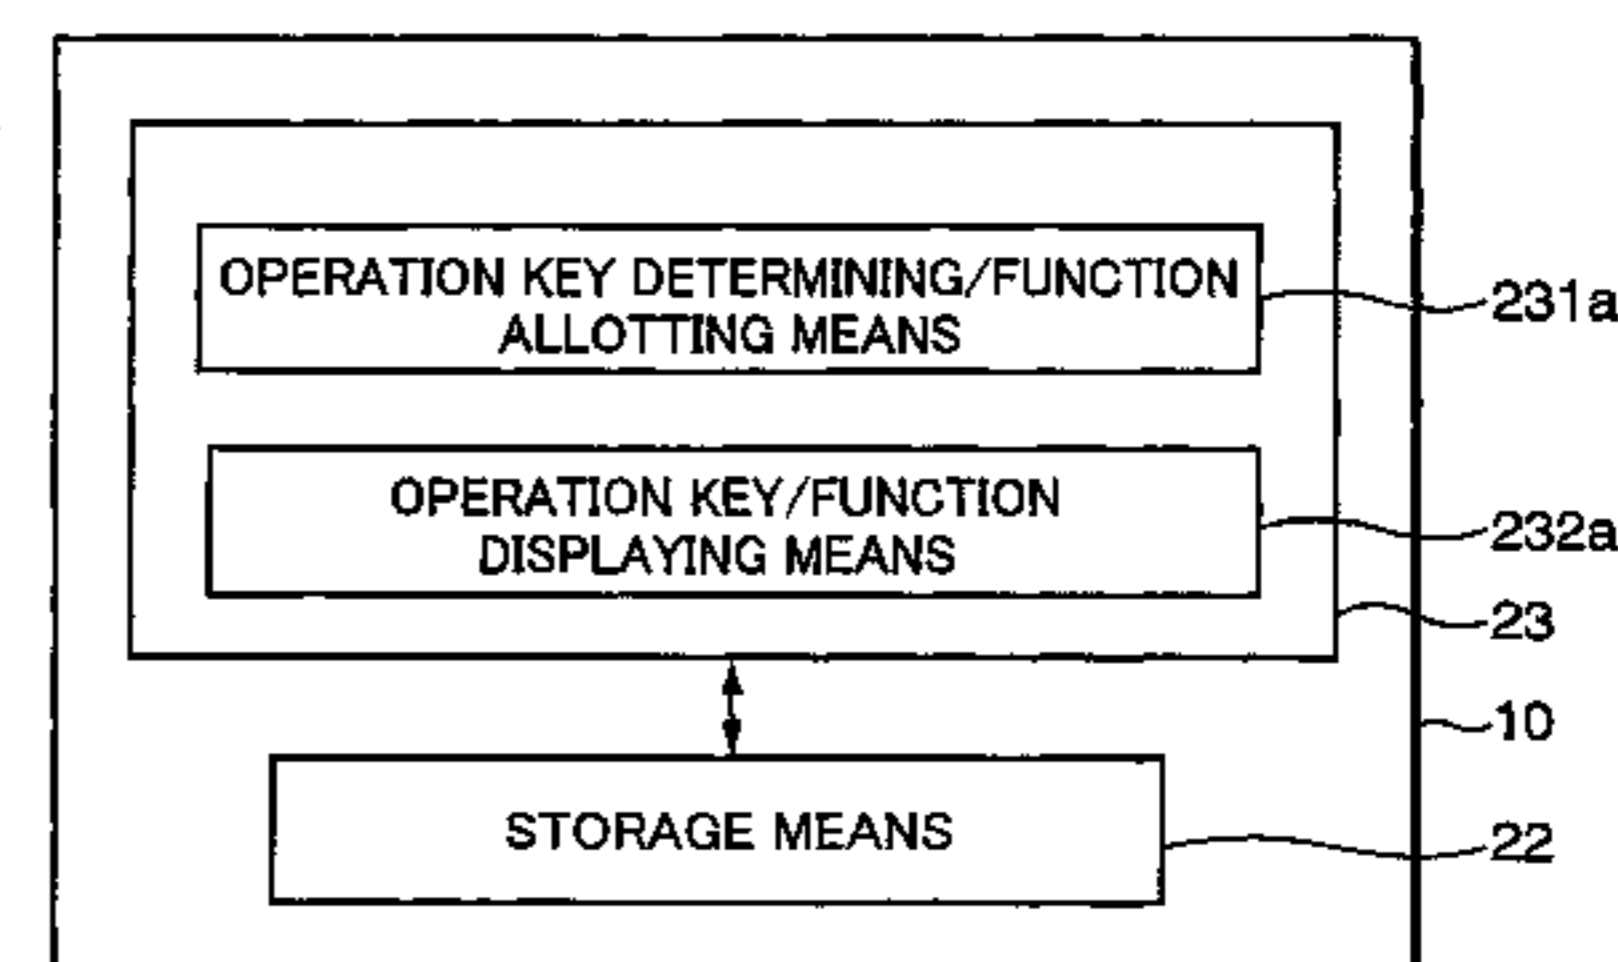 OPERATION KEY DETERMINING/FUNCTION
ALLOTTING MEANS
231a
OPERATION KEY/FUNCTION
DISPLAYING MEANS
232a
23
10
STORAGE MEANS
22